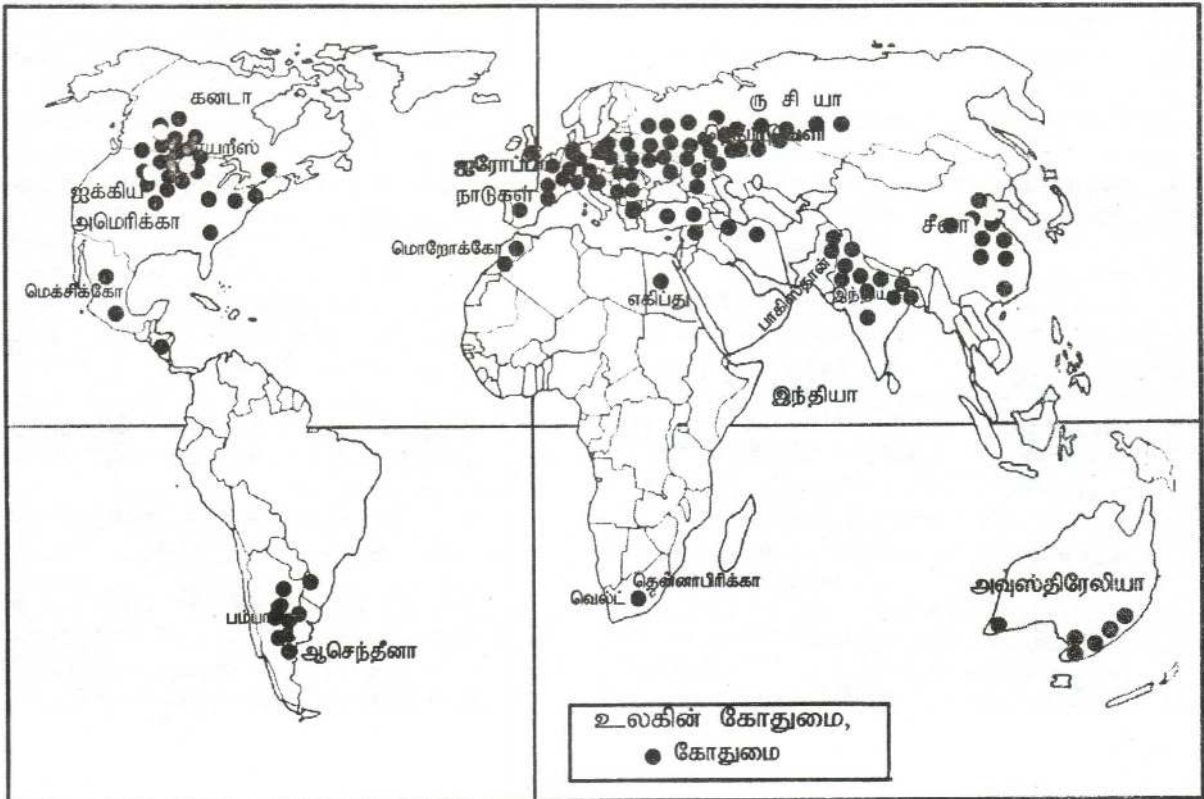 கனடா
ரு சி யா
ஐக்கிய
அமெரிக்கா
ஐரோப்பா
நாடுகள்
மெக்சிக்கோ
மொறோக்கோ
எகிப்து
பாகிஸ்தான்
இந்தியா
சீனா
இந்தியா
தென்னாபிரிக்கா
வெல்ட்
அவுஸ்திரேலியா
பம்பாஸ்
ஆசெந்தீனா
உலகின் கோதுமை,
கோதுமை